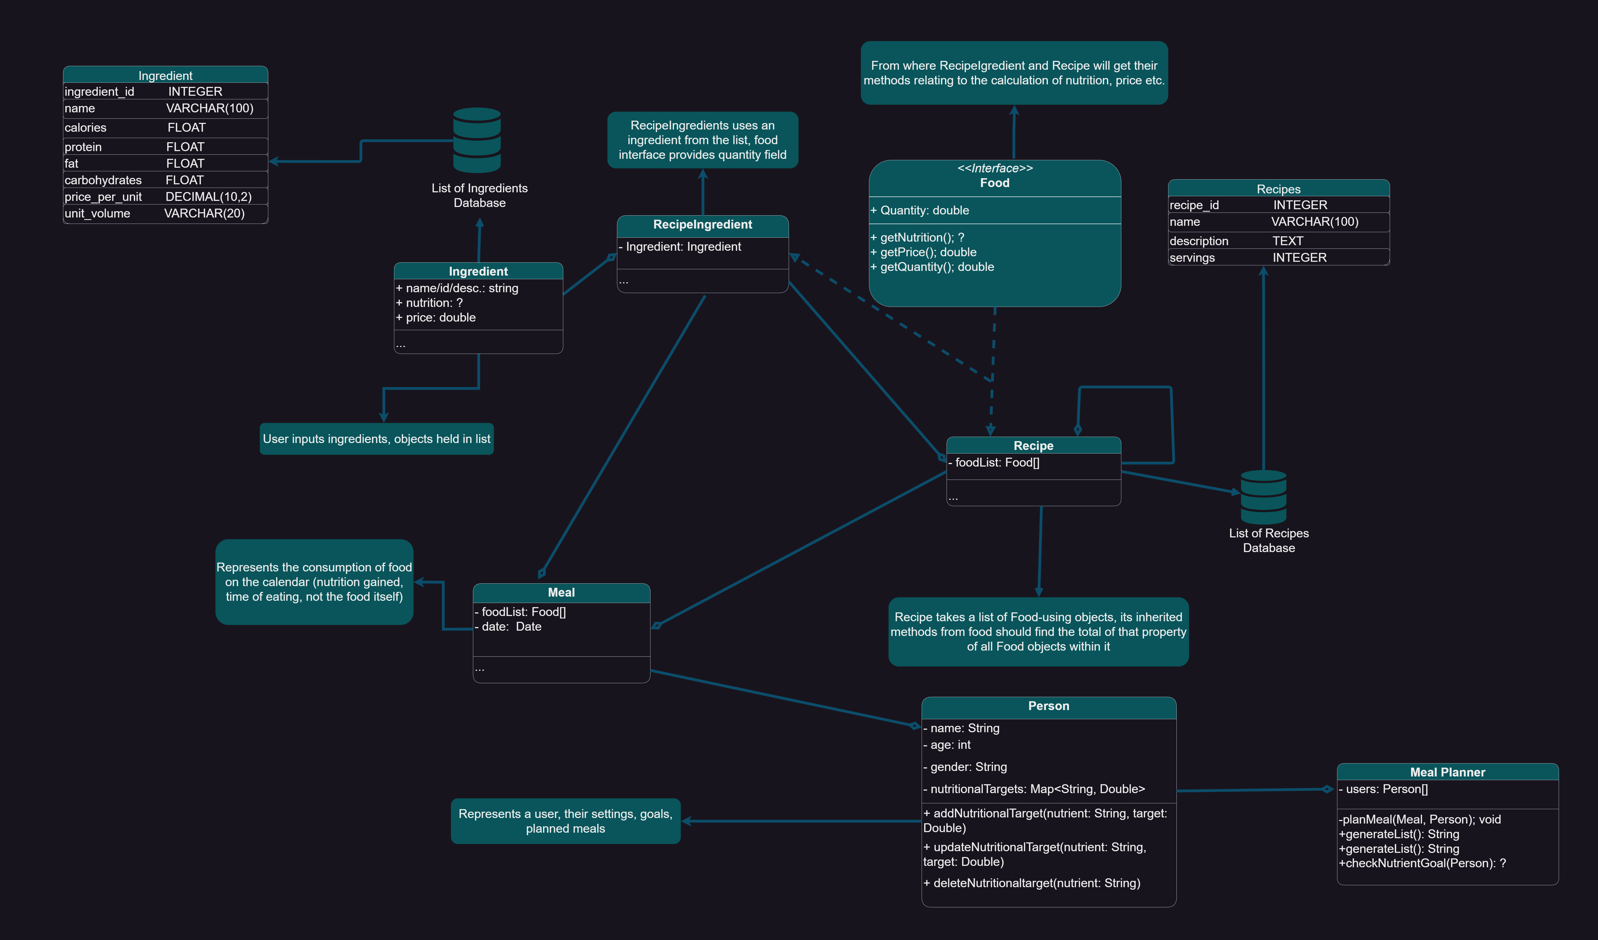 From where RecipeIgredient and Recipe will get their
methods relating to the calculation of nutrition, price etc.
Ingredient
ingredient_id INTEGER
name VARCHAR(100)
calories FLOAT
protein FLOAT
fat FLOAT
carbohydrates FLOAT
price_per_unit DECIMAL(10,2)
unit_volume VARCHAR(20)
List of Ingredients
Database
RecipeIngredients uses an
ingredient from the list, food
interface provides quantity field
<<Interface>>
Food
+ Quantity: double
+ getNutrition(); ?
+ getPrice(); double
+ getQuantity(); double
Recipes
recipe_id INTEGER
name VARCHAR(100)
description TEXT
servings INTEGER
RecipeIngredient
- Ingredient: Ingredient
...
Ingredient
+ name/id/desc.: string
+ nutrition: ?
+ price: double
...
User inputs ingredients, objects held in list
Recipe
- foodList: Food[]
...
List of Recipes
Database
Represents the consumption of food
on the calendar (nutrition gained,
time of eating, not the food itself)
Meal
- foodList: Food[]
- date: Date
...
Recipe takes a list of Food-using objects, its inherited
methods from food should find the total of that property
of all Food objects within it
Person
- name: String
- age: int
- gender: String
- nutritionalTargets: Map<String, Double>
+ addNutritionalTarget(nutrient: String, target:
Double)
+ updateNutritionalTarget(nutrient: String,
target: Double)
+ deleteNutritionaltarget(nutrient: String)
Represents a user, their settings, goals,
planned meals
Meal Planner
- users: Person[]
-planMeal(Meal, Person); void
+generateList(): String
+generateList(): String
+checkNutrientGoal(Person): ?